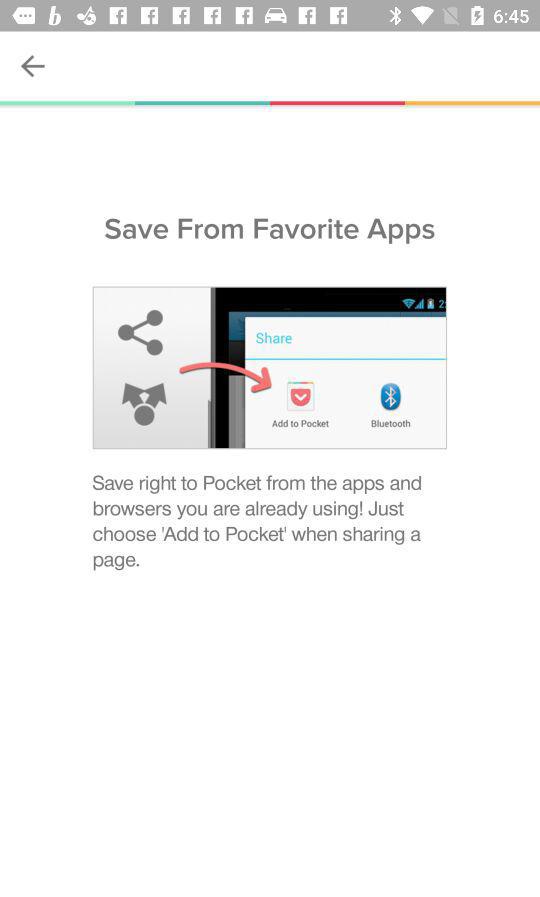 6:45
Save From Favorite Apps
2:
Share
Add to Pocket
Bluetooth
Save right to Pocket from the apps and
browsers you are already using! Just
choose 'Add to Pocket' when sharing a
page.